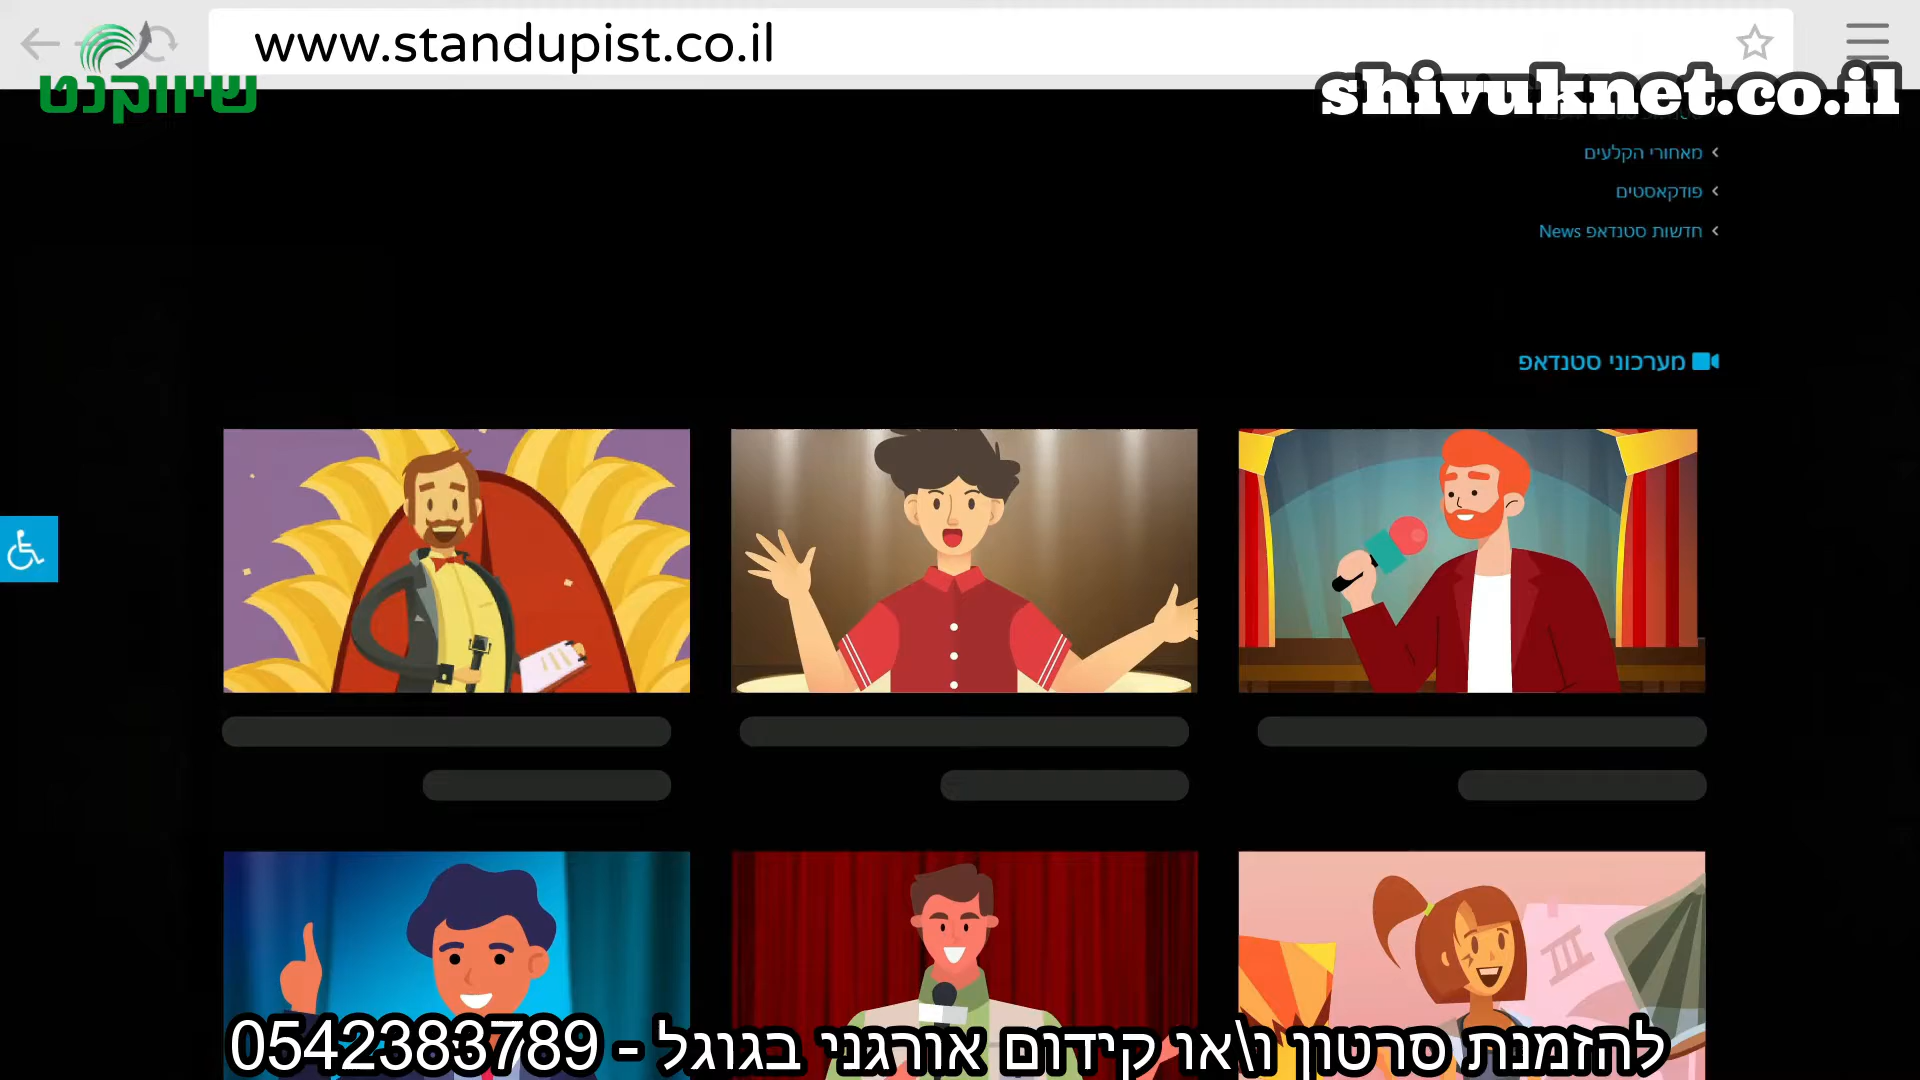 www.standupist.co.il
שיווקנט
shivuknet.co.il
מאחורי הקלעים
פודקאסטים
חדשות סטנדאפ News
מערכוני סטנדאפ
להזמנת סרטון ו\או קידום אורגני בגוגל - 0542383789